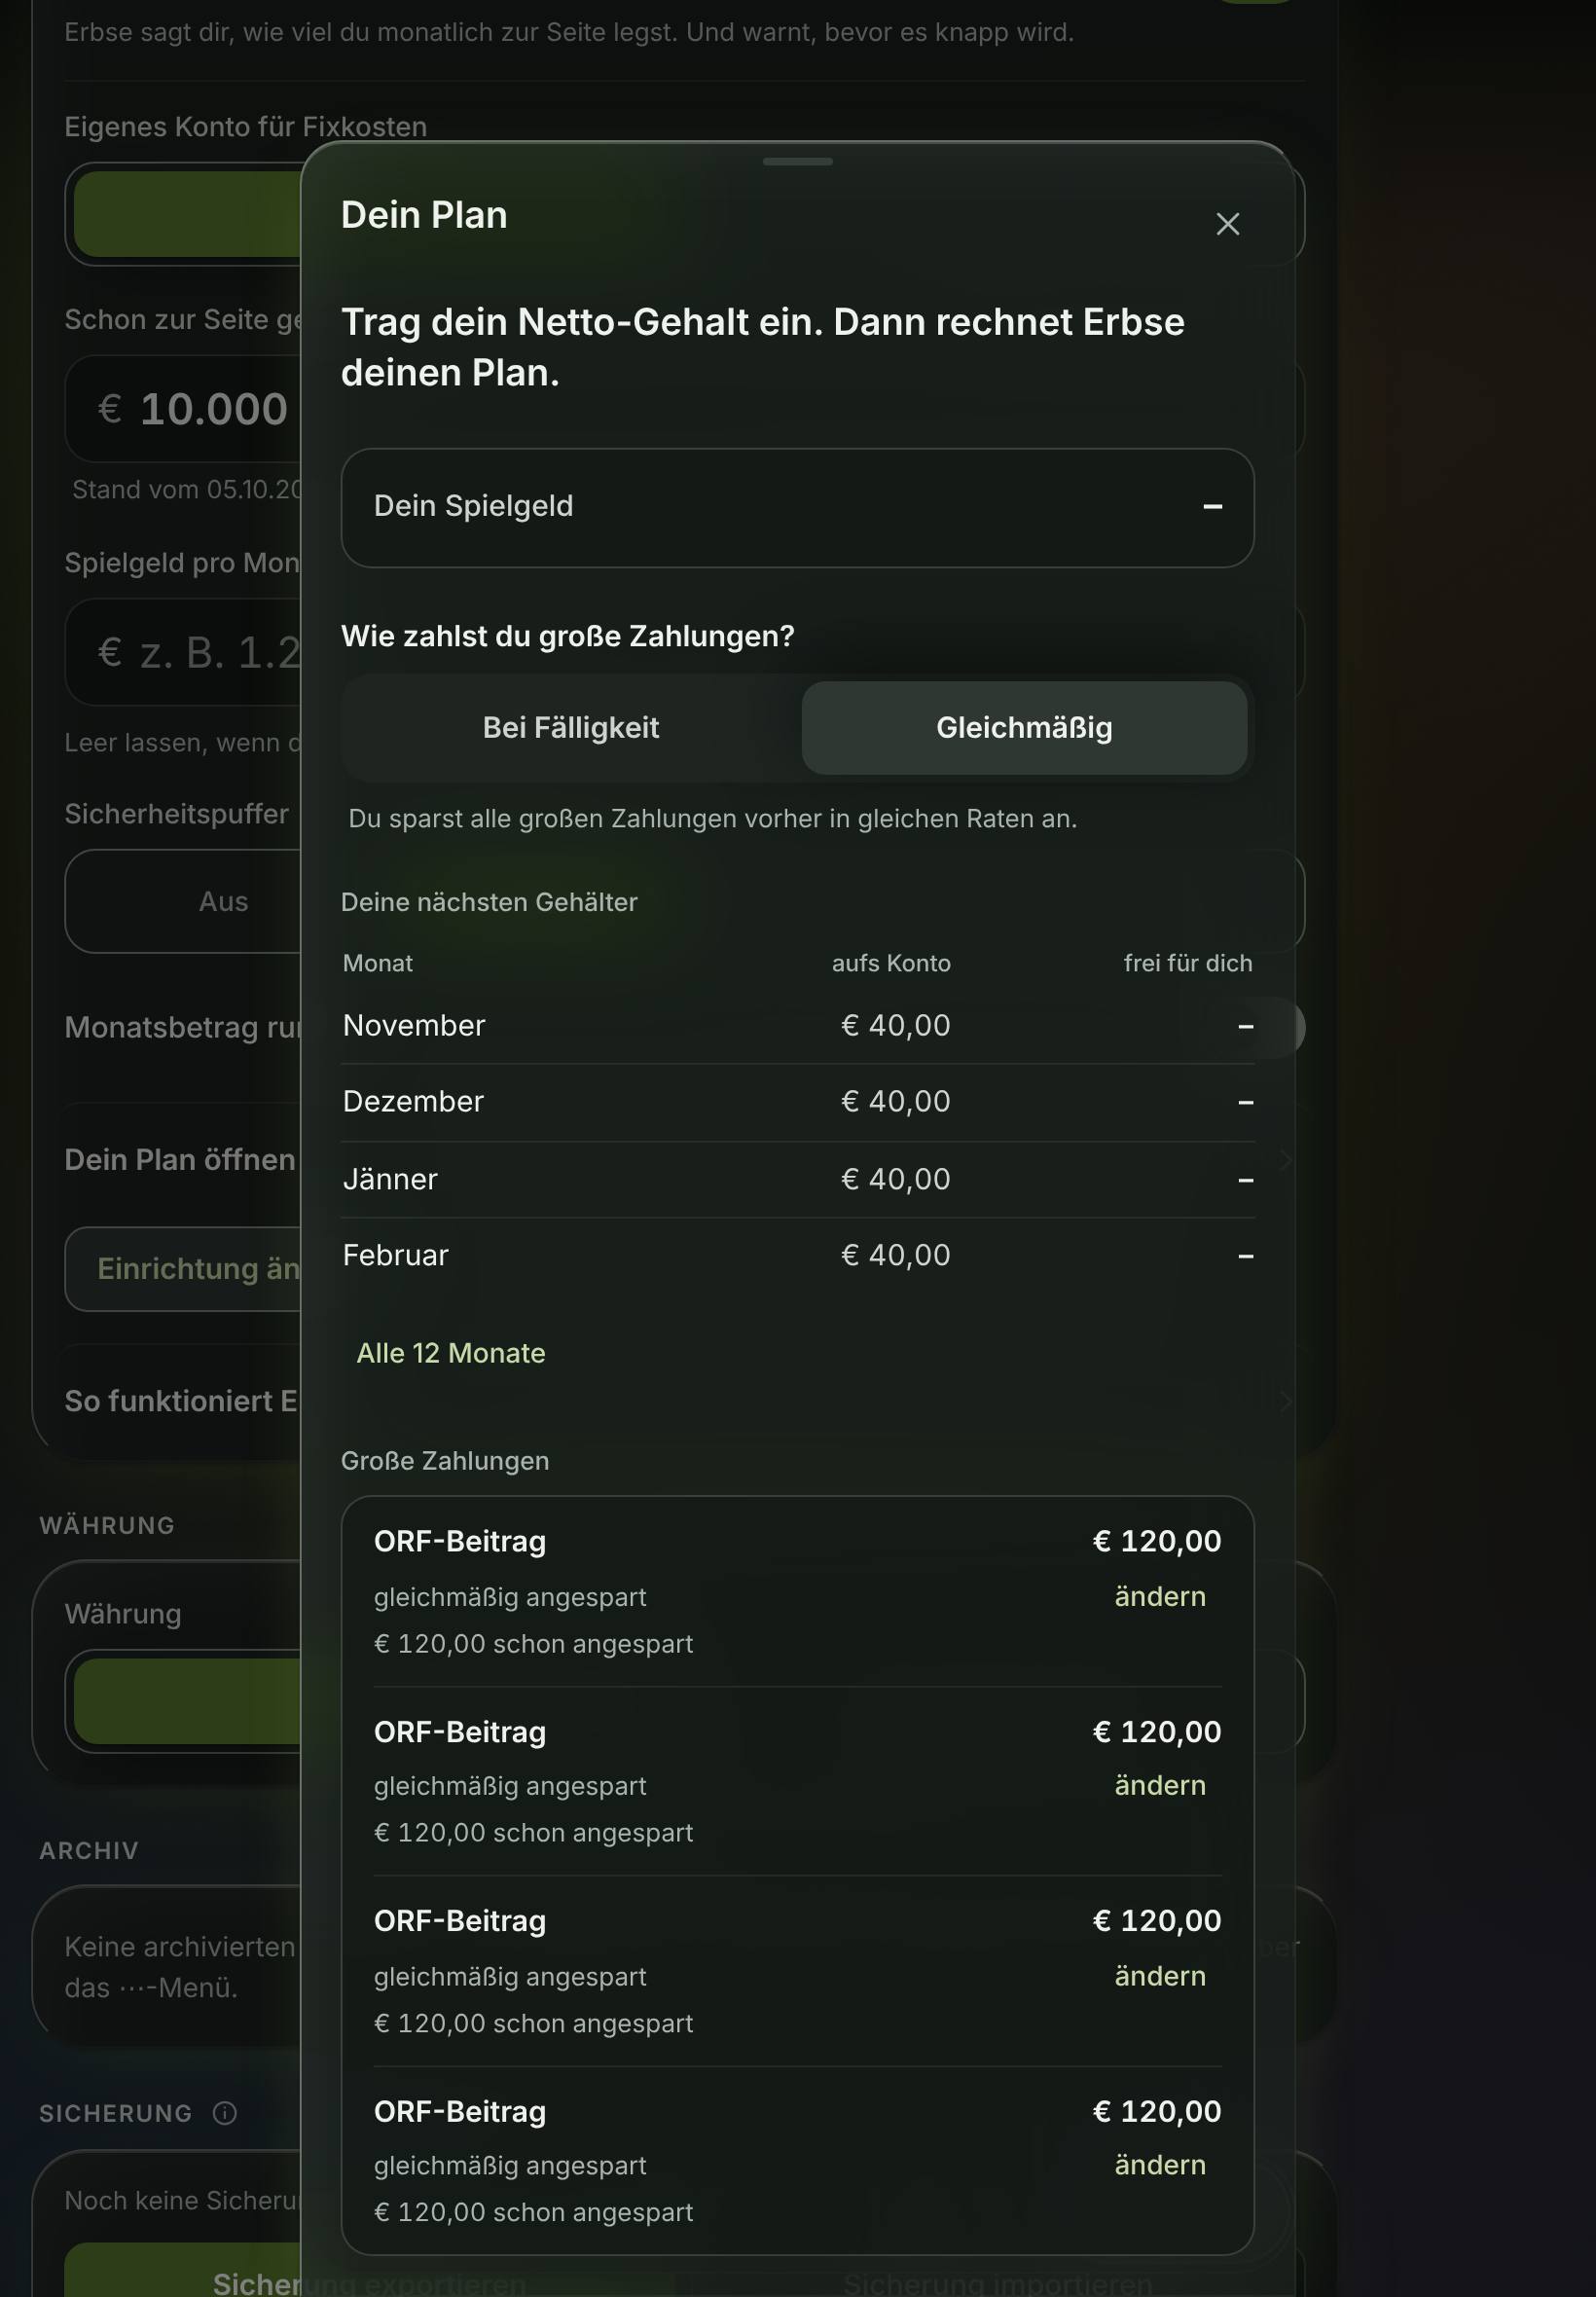 Erbse sagt dir, wie viel du monatlich zur Seite legst. Und warnt, bevor es knapp wird.
Eigenes Konto für Fixkosten
Dein Plan
Trag dein Netto-Gehalt ein. Dann rechnet Erbse
deinen Plan.
Schon zur Seite
€ 10.000
Stand vom 05.10.20
Dein Spielgeld –
Spielgeld pro
€ z. B. 1.2
Leer lassen, wenn
Wie zahlst du große Zahlungen?
Bei Fälligkeit Gleichmäßig
Du sparst alle großen Zahlungen vorher in gleichen Raten an.
Sicherheitspuffer
Aus
Deine nächsten Gehälter
Monat aufs Konto frei für dich
November € 40,00 –
Dezember € 40,00 –
Jänner € 40,00 –
Februar € 40,00 –
Alle 12 Monate
Monatsbetrag
Dein Plan öffnen
Einrichtung
So funktioniert
Große Zahlungen
ORF-Beitrag € 120,00
gleichmäßig angespart ändern
€ 120,00 schon angespart
ORF-Beitrag € 120,00
gleichmäßig angespart ändern
€ 120,00 schon angespart
ORF-Beitrag € 120,00
gleichmäßig angespart ändern
€ 120,00 schon angespart
ORF-Beitrag € 120,00
gleichmäßig angespart ändern
€ 120,00 schon angespart
WÄHRUNG
Währung
ARCHIV
Keine archivierten
das ···-Menü.
SICHERUNG
Noch keine
Sicherung exportieren Sicherung importieren